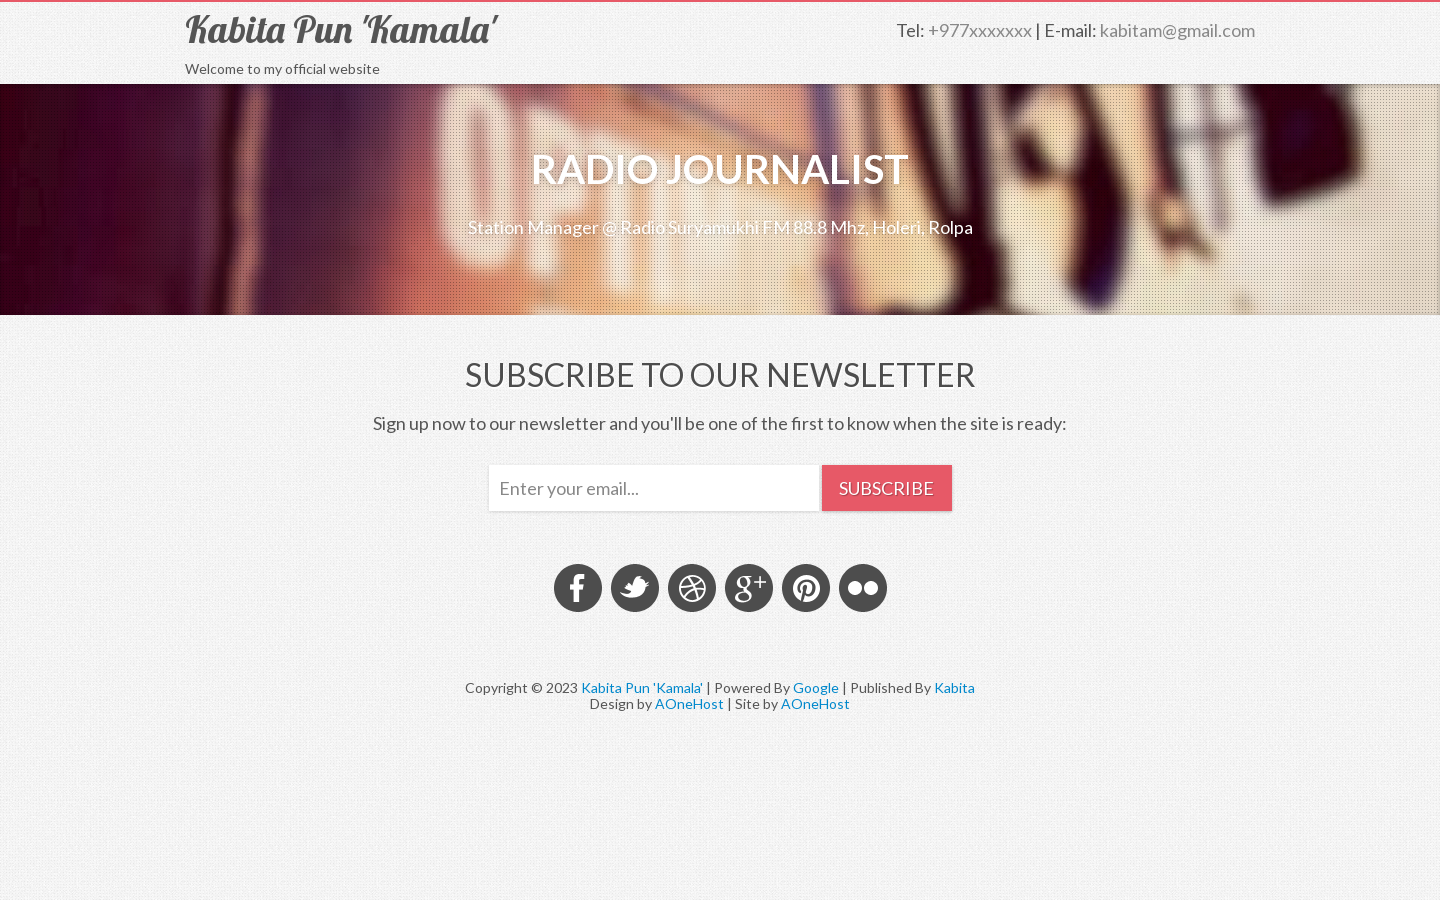 Kabita Pun 'Kamala'
Tel: +977xxxxxxx | E-mail: kabitam@gmail.com
Welcome to my official website
RADIO JOURNALIST
Station Manager @ Radio Suryamukhi FM 88.8 Mhz, Holeri, Rolpa
SUBSCRIBE TO OUR NEWSLETTER
Sign up now to our newsletter and you'll be one of the first to know when the site is ready:
Enter your email... SUBSCRIBE
Copyright © 2023 Kabita Pun 'Kamala' | Powered By Google | Published By Kabita
Design by AOneHost | Site by AOneHost